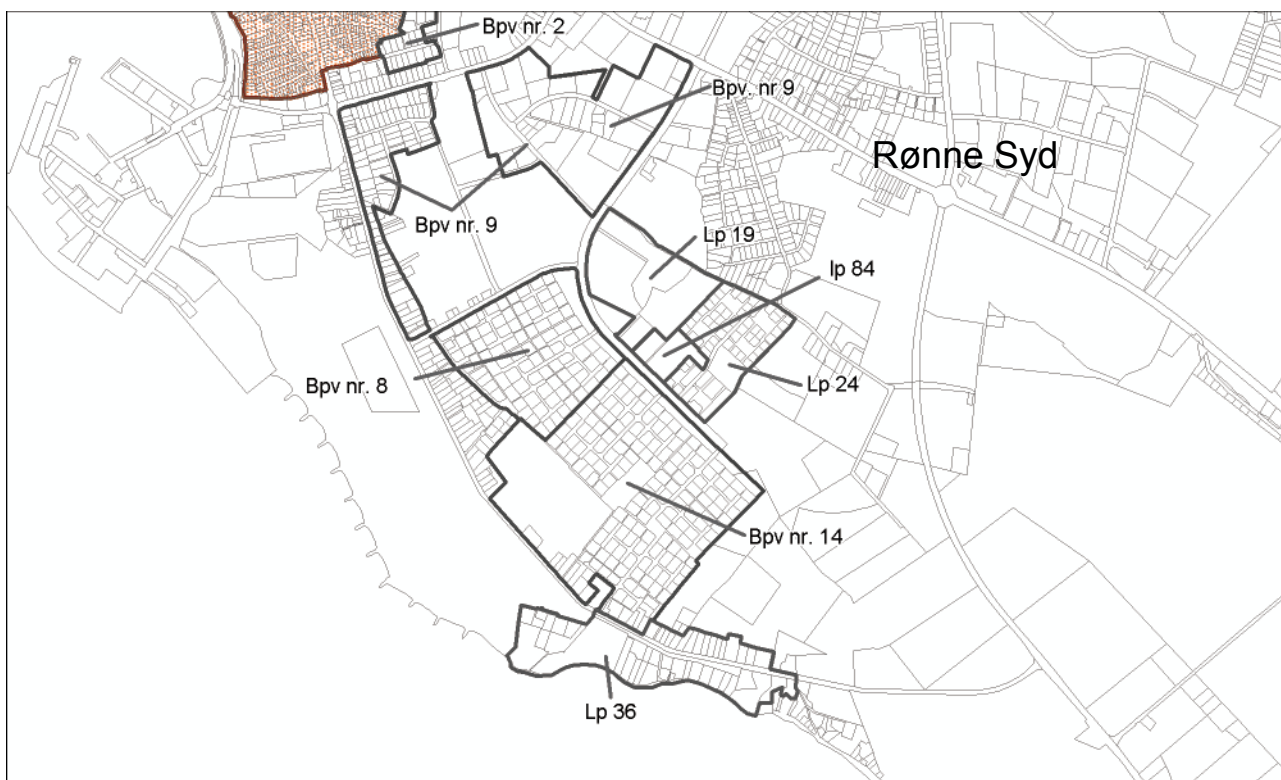 Bpv nr. 2
Bpv. nr 9
Rønne Syd
Bpv nr. 9
Lp 19
lp 84
Bpv nr. 8
Lp 24
Bpv nr. 14
Lp 36